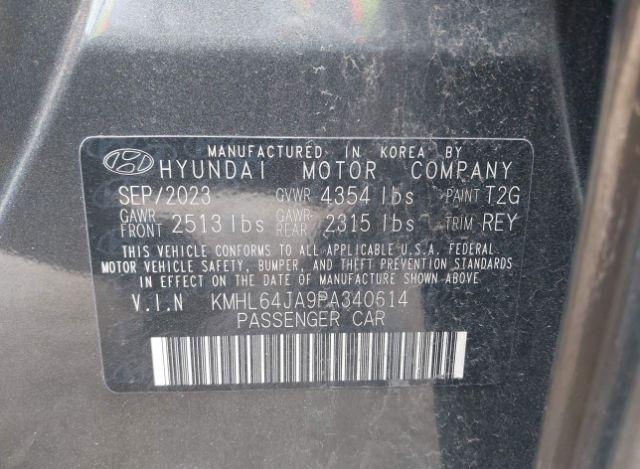 MANUFACTURED IN KOREA BY
HYUNDAI MOTOR COMPANY
SEP/2023 GVWR 4354 lbs PAINT T2G
GAWR FRONT 2513 lbs GAWR REAR 2315 lbs TRIM REY
THIS VEHICLE CONFORMS TO ALL APPLICABLE U.S.A. FEDERAL
MOTOR VEHICLE SAFETY, BUMPER, AND THEFT PREVENTION STANDARDS
IN EFFECT ON THE DATE OF MANUFACTURE SHOWN ABOVE
V.I.N KMHL64JA9PA340614
PASSENGER CAR